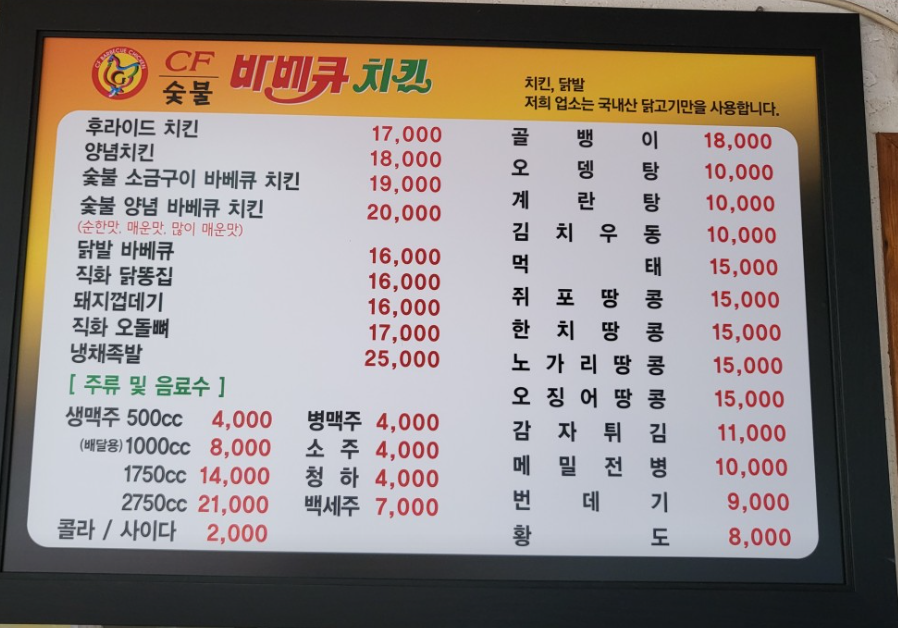 CF BARBECUE CHICKEN
CF
숯불
바베큐 치킨
치킨, 닭발
저희 업소는 국내산 닭고기만을 사용합니다.
후라이드 치킨 17,000
양념치킨 18,000
숯불 소금구이 바베큐 치킨 19,000
숯불 양념 바베큐 치킨 20,000
(순한맛, 매운맛, 많이 매운맛)
닭발 바베큐 16,000
직화 닭똥집 16,000
돼지껍데기 16,000
직화 오돌뼈 17,000
냉채족발 25,000
[ 주류 및 음료수 ]
생맥주 500cc 4,000
(배달용) 1000cc 8,000
1750cc 14,000
2750cc 21,000
콜라 / 사이다 2,000
병맥주 4,000
소 주 4,000
청 하 4,000
백세주 7,000
골 뱅 이 18,000
오 뎅 탕 10,000
계 란 탕 10,000
김 치 우 동 10,000
먹 태 15,000
쥐 포 땅 콩 15,000
한 치 땅 콩 15,000
노 가 리 땅 콩 15,000
오 징 어 땅 콩 15,000
감 자 튀 김 11,000
메 밀 전 병 10,000
번 데 기 9,000
황 도 8,000